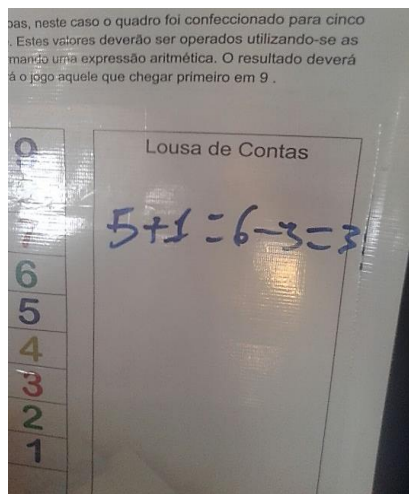 pas, neste caso o quadro foi confeccionado para cinco
. Estes valores deverão ser operados utilizando-se as
mando uma expressão aritmética. O resultado deverá
á o jogo aquele que chegar primeiro em 9 .
Lousa de Contas
5+1=6-3=3
9
7
6
5
4
3
2
1